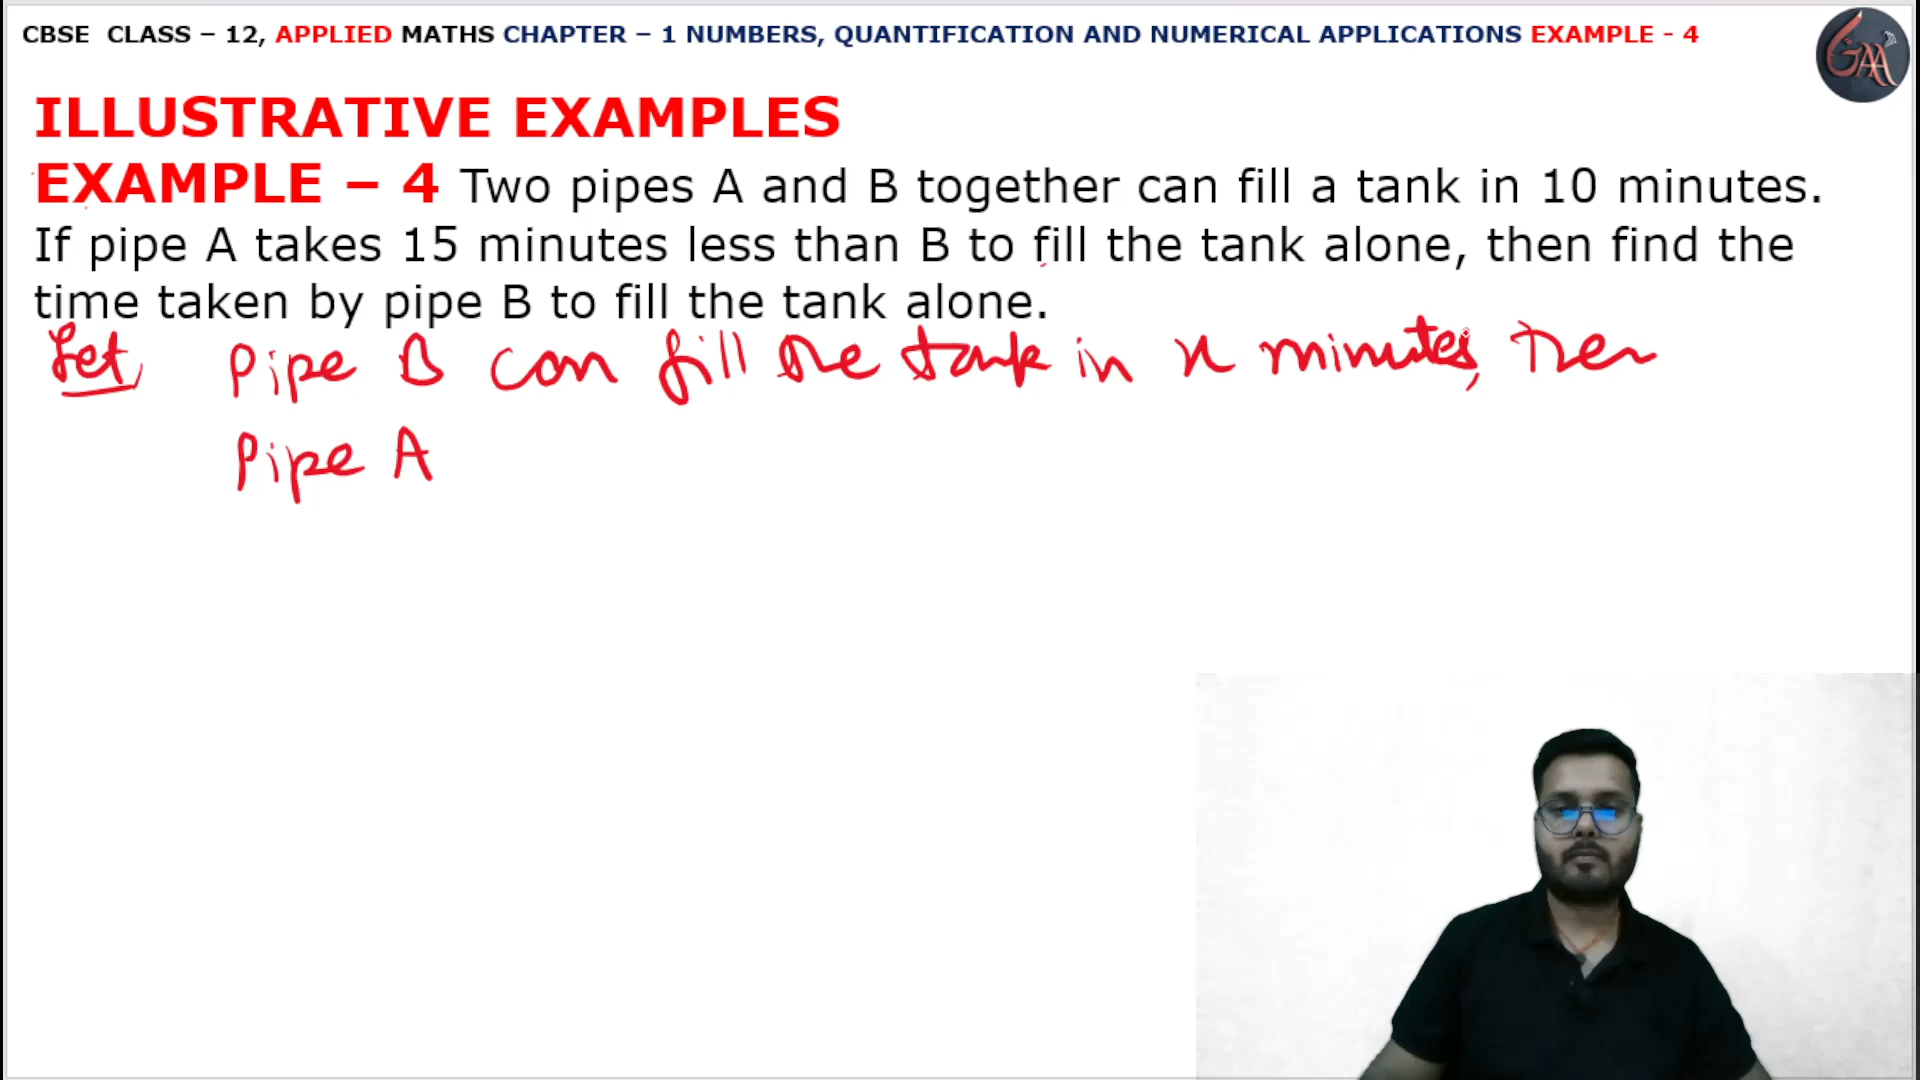 CBSE CLASS – 12, APPLIED MATHS CHAPTER – 1 NUMBERS, QUANTIFICATION AND NUMERICAL APPLICATIONS EXAMPLE - 4
ILLUSTRATIVE EXAMPLES
EXAMPLE – 4 Two pipes A and B together can fill a tank in 10 minutes.
If pipe A takes 15 minutes less than B to fill the tank alone, then find the
time taken by pipe B to fill the tank alone.
Let, Pipe B can fill the tank in x minutes, then
Pipe A